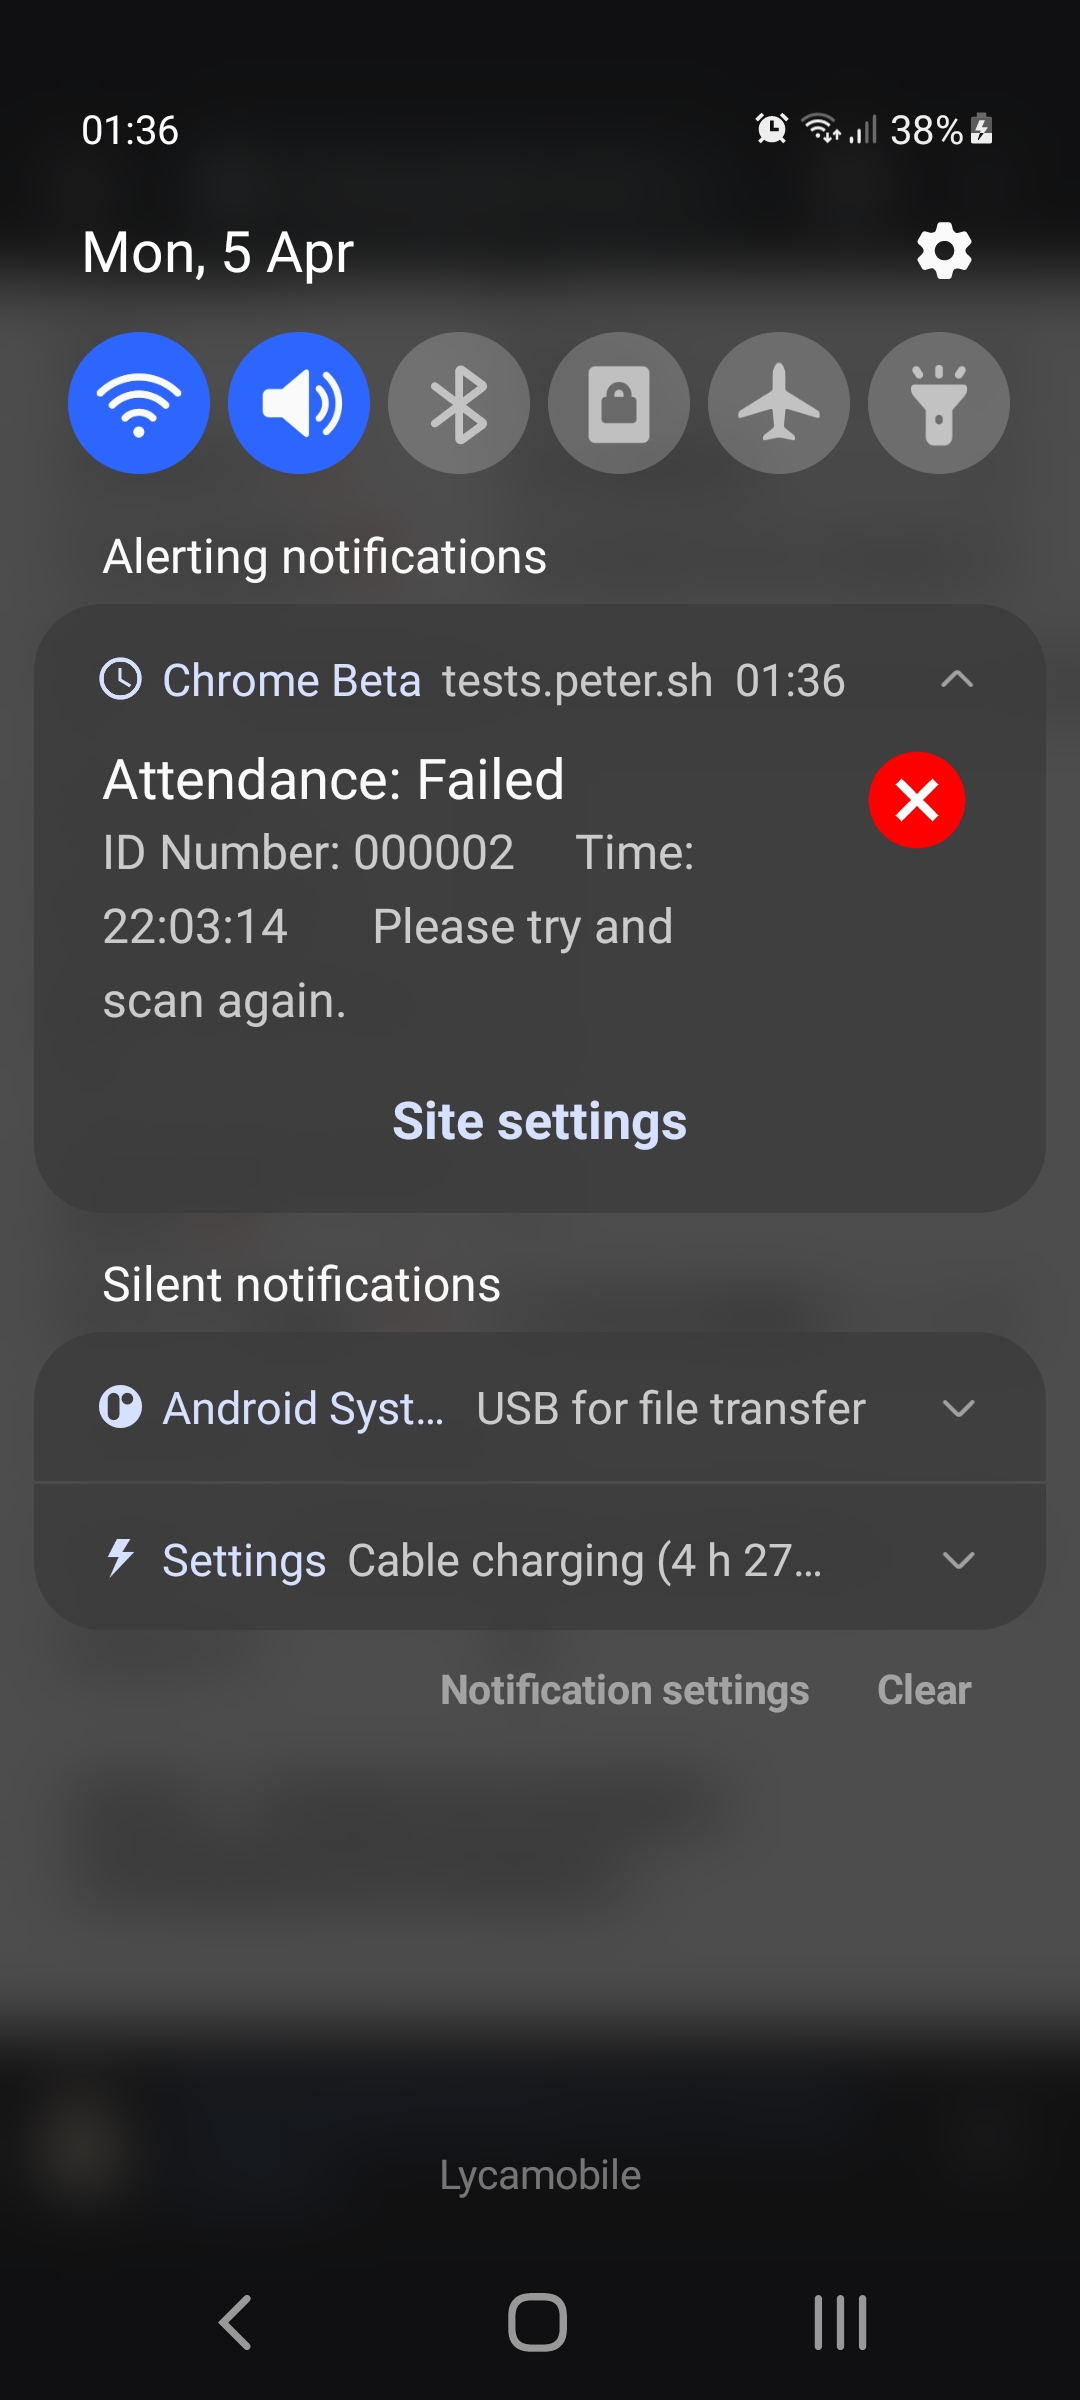 01:36 38%
Mon, 5 Apr
Alerting notifications
Chrome Beta tests.peter.sh 01:36
Attendance: Failed
ID Number: 000002 Time:
22:03:14 Please try and
scan again.
Site settings
Silent notifications
Android Syst... USB for file transfer
Settings Cable charging (4 h 27...
Notification settings Clear
Lycamobile